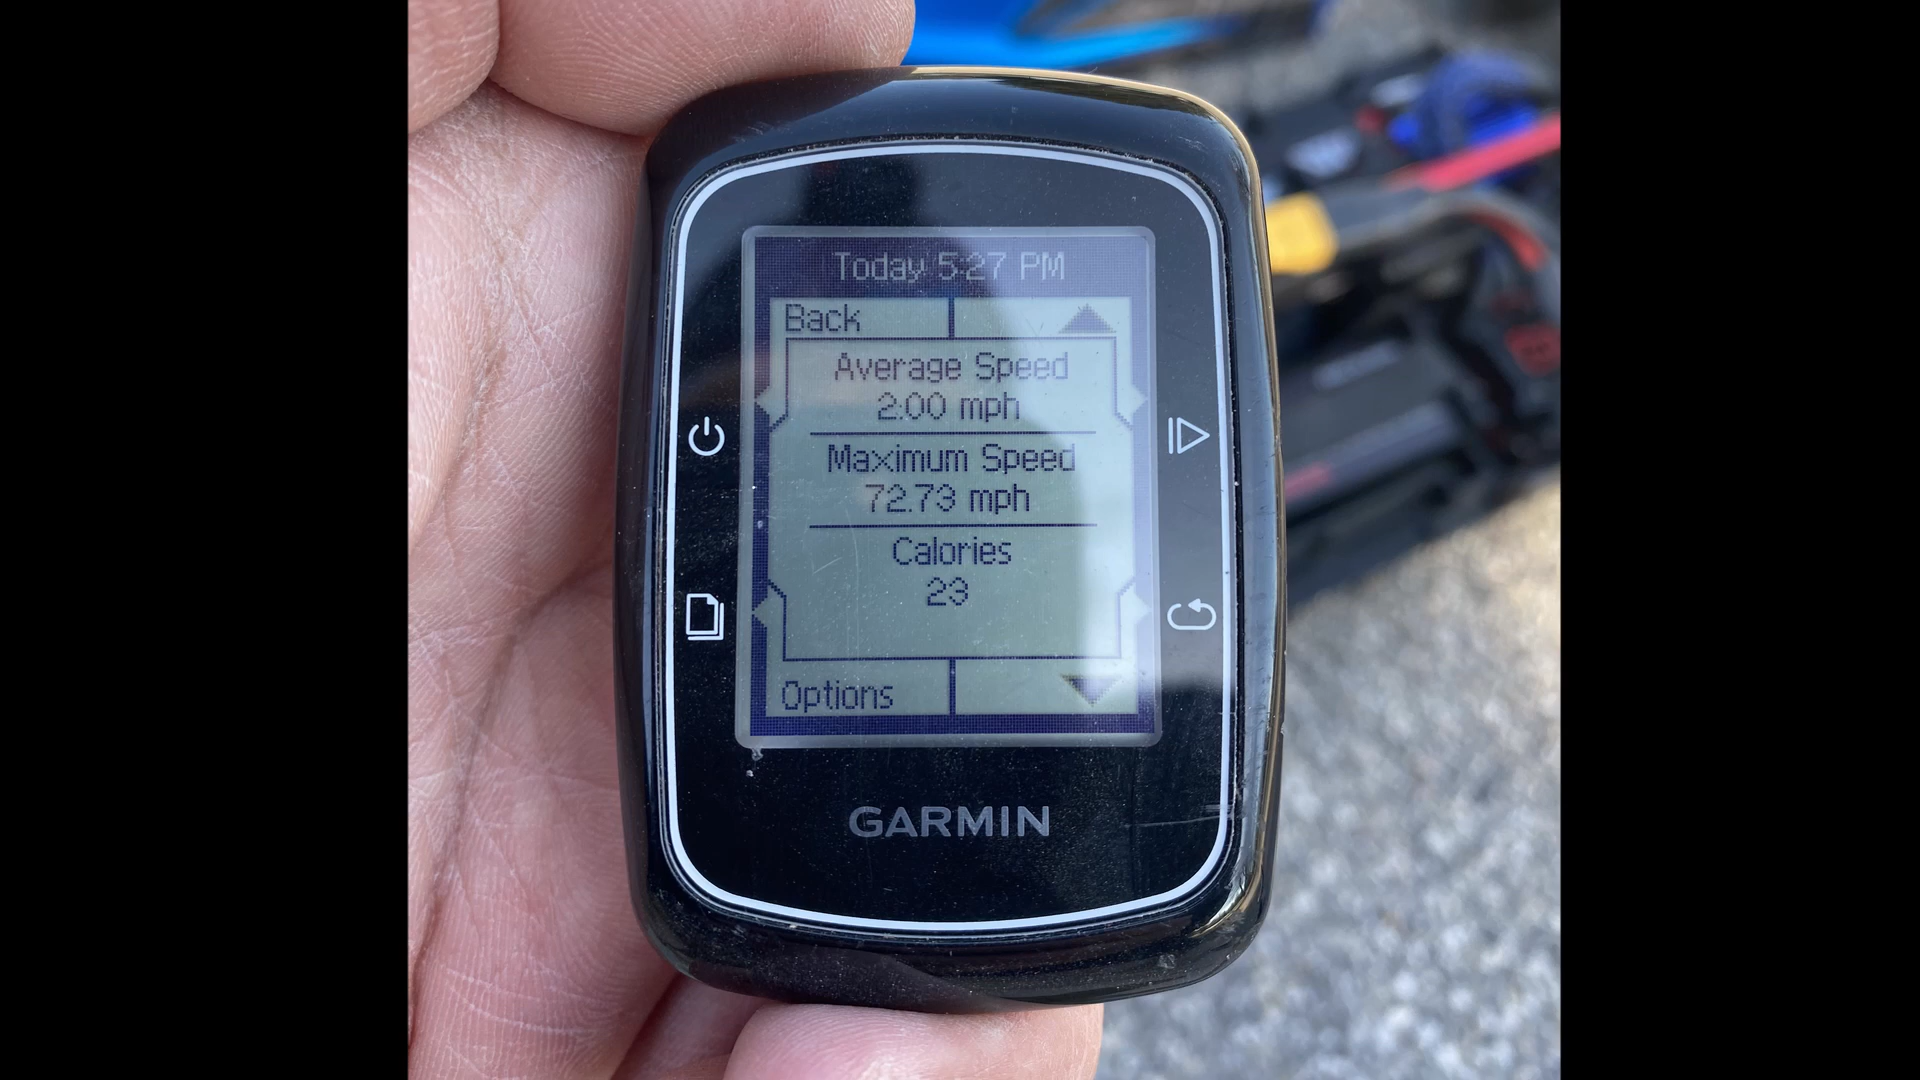 Today 5:27 PM
Back
Average Speed
2.00 mph
Maximum Speed
72.73 mph
Calories
23
Options
GARMIN